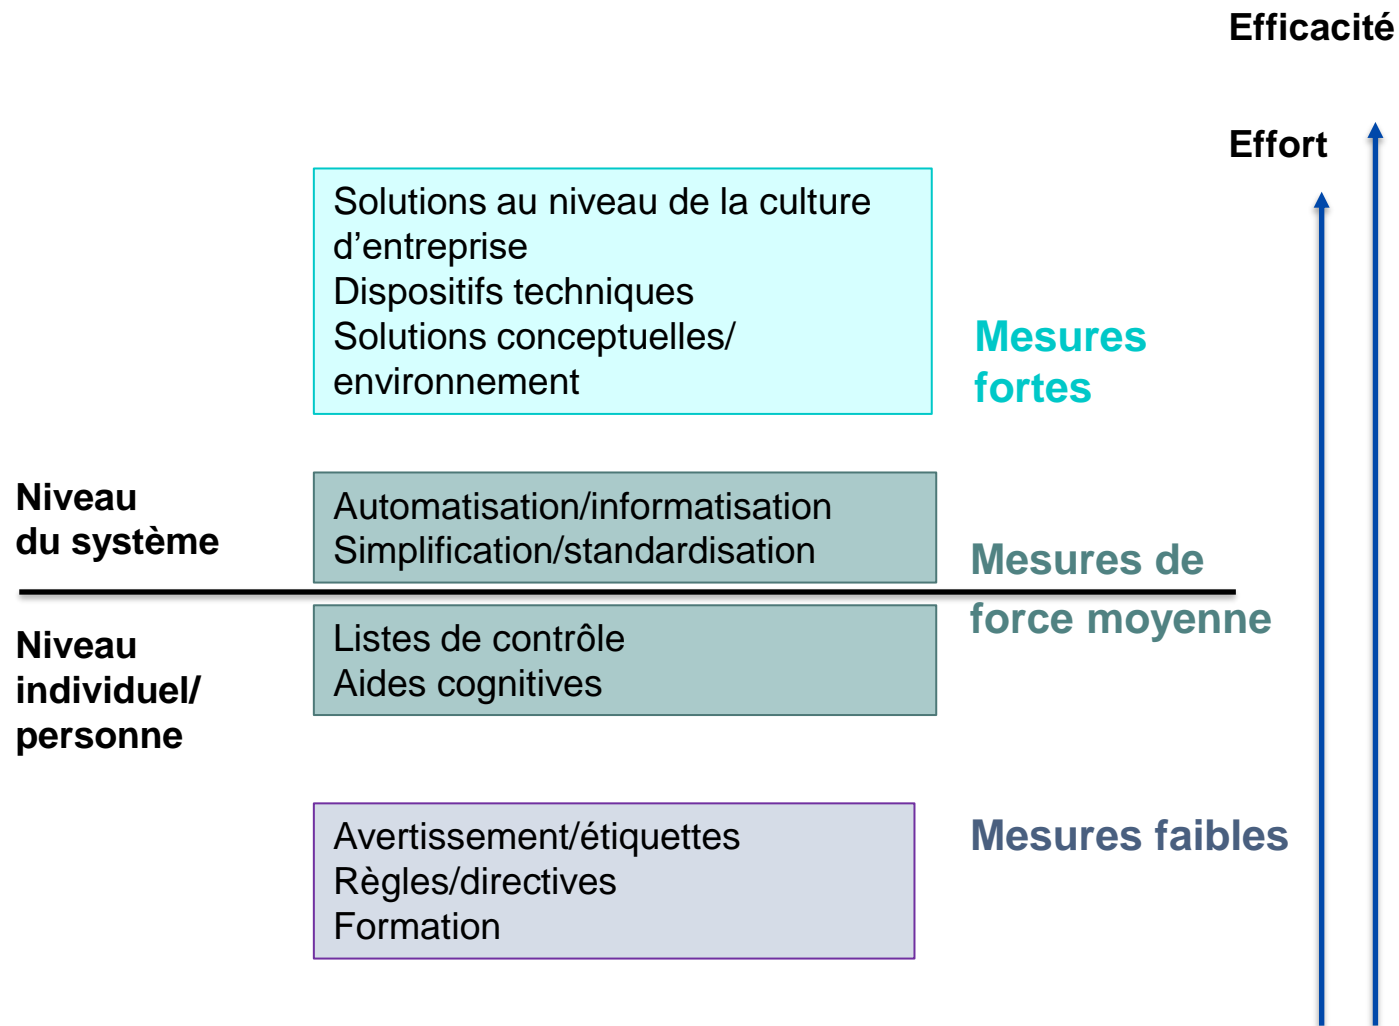 Efficacité
Effort
Solutions au niveau de la culture
d’entreprise
Dispositifs techniques
Solutions conceptuelles/
environnement
Mesures
fortes
Niveau
du système
Automatisation/informatisation
Simplification/standardisation
Mesures de
force moyenne
Niveau
individuel/
personne
Listes de contrôle
Aides cognitives
Avertissement/étiquettes
Règles/directives
Formation
Mesures faibles